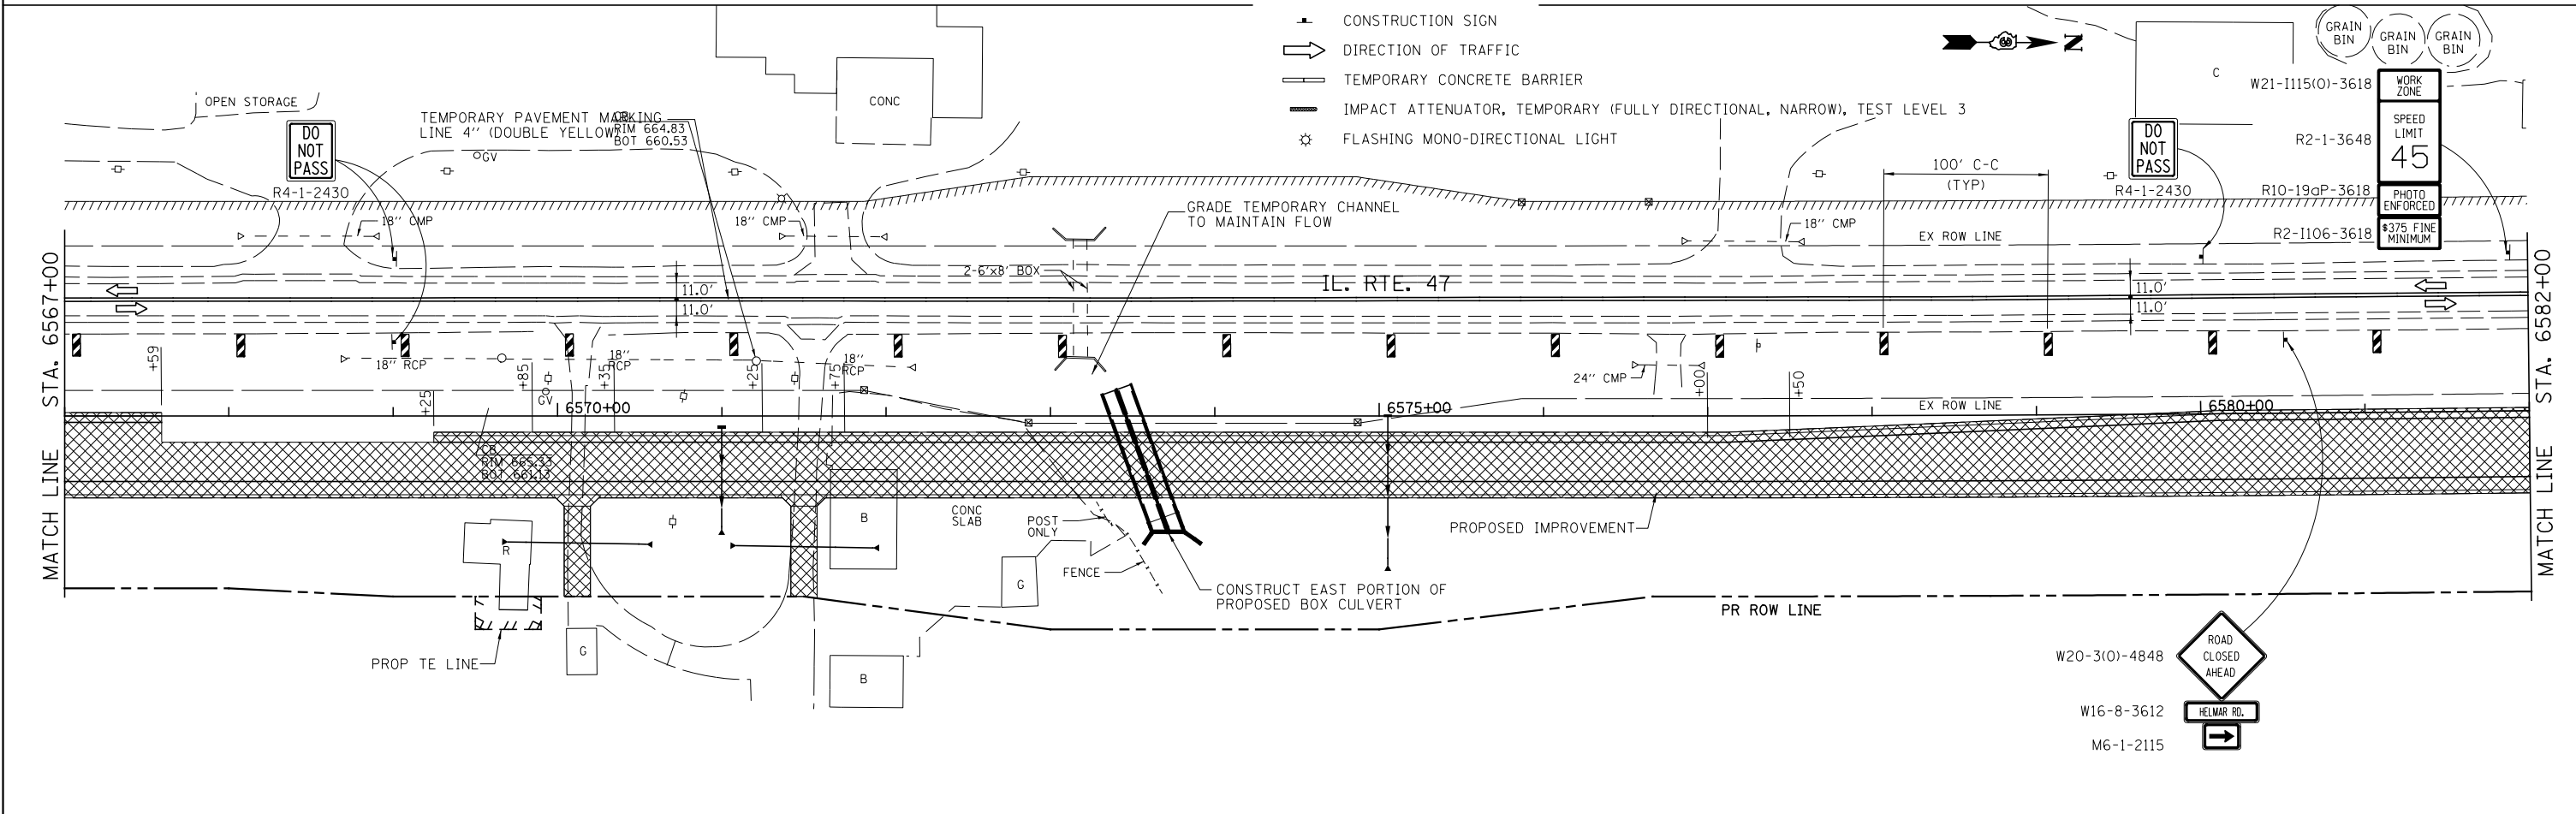 CONSTRUCTION SIGN
DIRECTION OF TRAFFIC
TEMPORARY CONCRETE BARRIER
IMPACT ATTENUATOR, TEMPORARY (FULLY DIRECTIONAL, NARROW), TEST LEVEL 3
FLASHING MONO-DIRECTIONAL LIGHT
N
GRAIN
BIN
GRAIN
BIN
GRAIN
BIN
C
W21-I115(O)-3618
WORK
ZONE
R2-1-3648
SPEED
LIMIT
45
R10-19aP-3618
PHOTO
ENFORCED
R2-I106-3618
$375 FINE
MINIMUM
OPEN STORAGE
DO
NOT
PASS
R4-1-2430
TEMPORARY PAVEMENT MARKING
LINE 4'' (DOUBLE YELLOW)
CB
RIM 664.83
BOT 660.53
GV
CONC
DO
NOT
PASS
R4-1-2430
100' C-C
(TYP)
18'' CMP
18'' CMP
GRADE TEMPORARY CHANNEL
TO MAINTAIN FLOW
18'' CMP
EX ROW LINE
2-6'x8' BOX
IL. RTE. 47
11.0'
11.0'
11.0'
11.0'
MATCH LINE STA. 6567+00
MATCH LINE STA. 6582+00
+59
18'' RCP
+25
+85
+35
18''
RCP
+25
+75
18''
RCP
24'' CMP
+00
+50
GV
6570+00
6575+00
EX ROW LINE
6580+00
CB
RIM 665.33
BOT 661.13
R
B
CONC
SLAB
POST
ONLY
FENCE
G
PROPOSED IMPROVEMENT
CONSTRUCT EAST PORTION OF
PROPOSED BOX CULVERT
PR ROW LINE
PROP TE LINE
G
B
W20-3(O)-4848
ROAD
CLOSED
AHEAD
W16-8-3612
HELMAR RD.
M6-1-2115